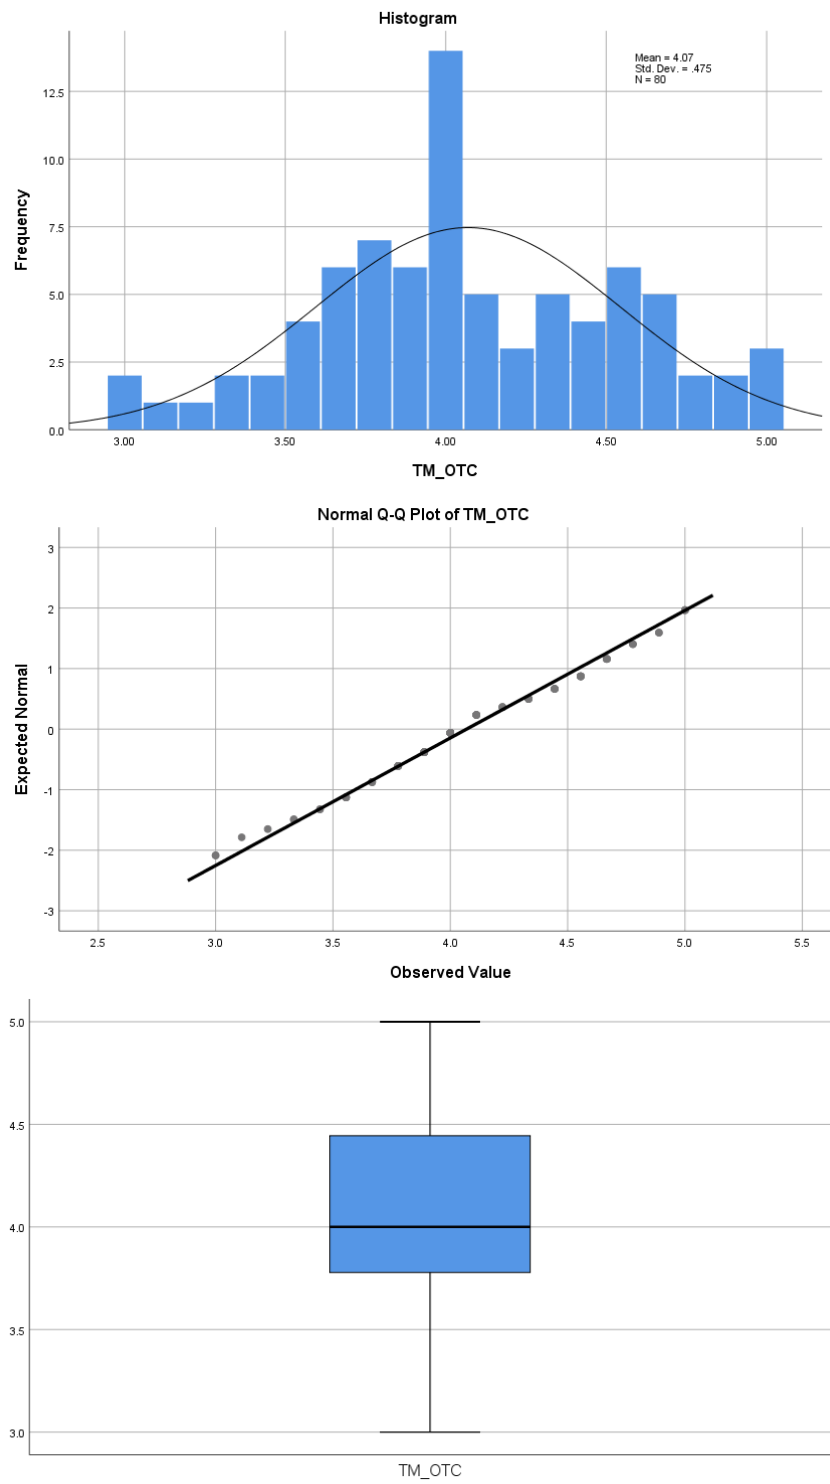 Histogram
Mean = 4.07
Std. Dev. = .475
N = 80
12.5
10.0
7.5
5.0
2.5
0.0
Frequency
3.00 3.50 4.00 4.50 5.00
TM_OTC
Normal Q-Q Plot of TM_OTC
3
2
1
0
-1
-2
-3
Expected Normal
2.5 3.0 3.5 4.0 4.5 5.0 5.5
Observed Value
5.0
4.5
4.0
3.5
3.0
TM_OTC